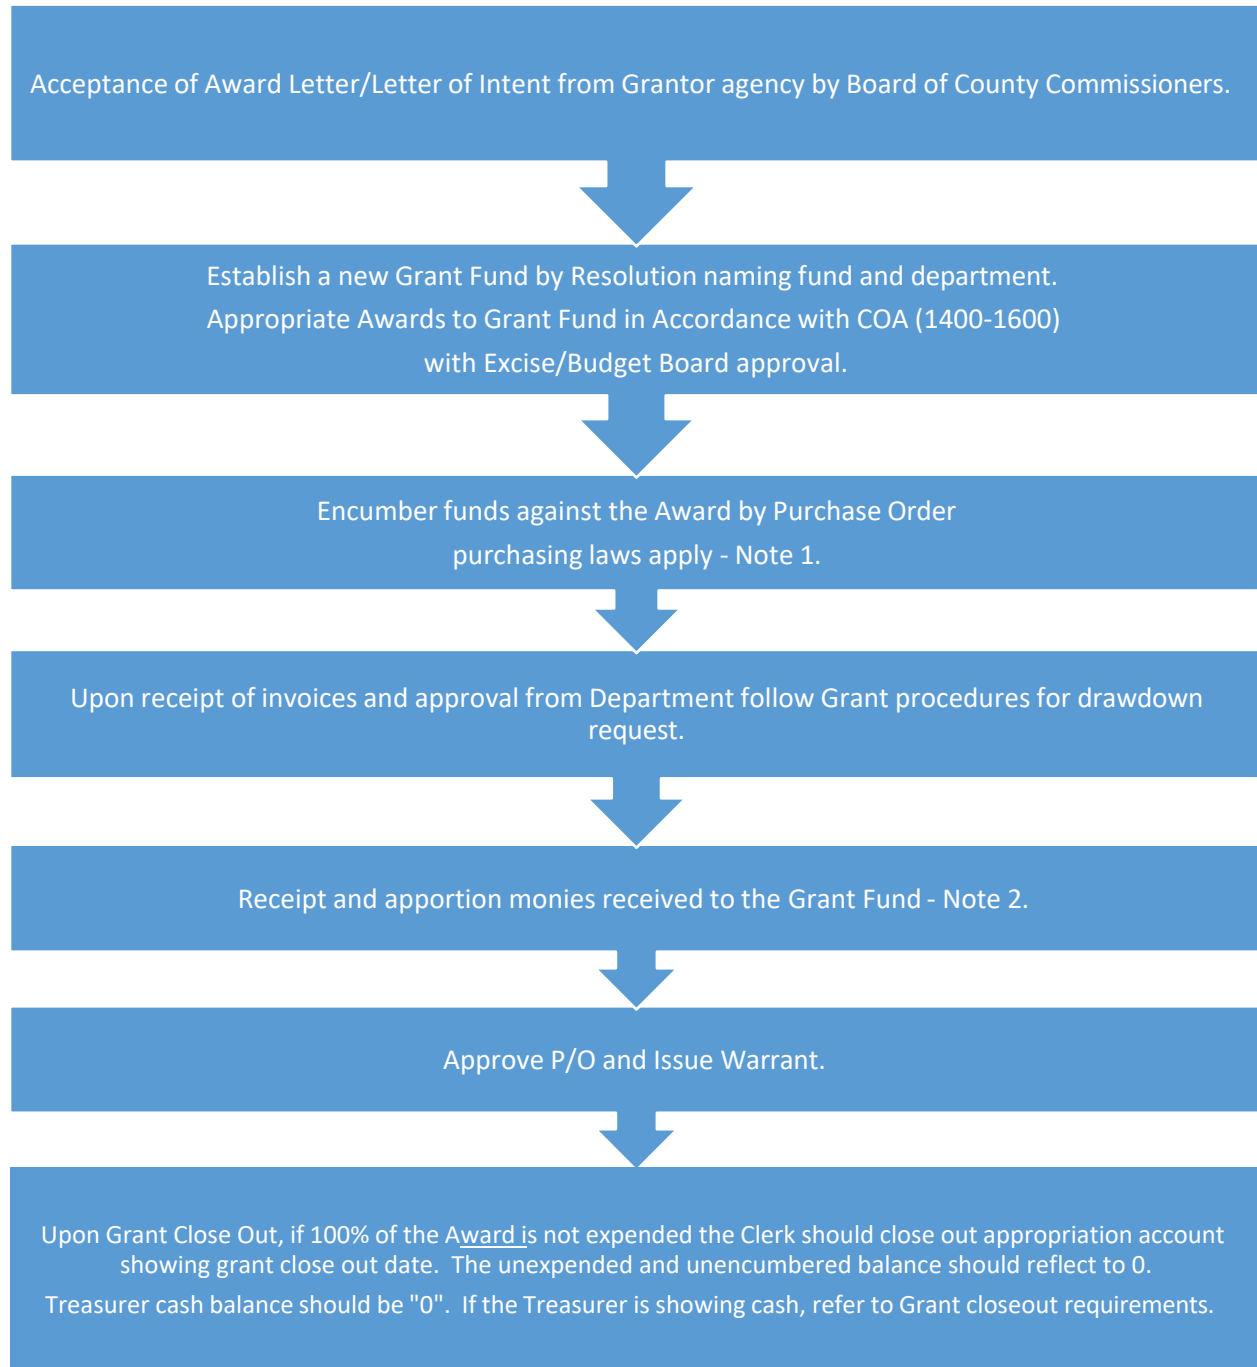 Acceptance of Award Letter/Letter of Intent from Grantor agency by Board of County Commissioners.
Establish a new Grant Fund by Resolution naming fund and department.
Appropriate Awards to Grant Fund in Accordance with COA (1400-1600)
with Excise/Budget Board approval.
Encumber funds against the Award by Purchase Order
purchasing laws apply - Note 1.
Upon receipt of invoices and approval from Department follow Grant procedures for drawdown
request.
Receipt and apportion monies received to the Grant Fund - Note 2.
Approve P/O and Issue Warrant.
Upon Grant Close Out, if 100% of the Award is not expended the Clerk should close out appropriation account
showing grant close out date.  The unexpended and unencumbered balance should reflect to 0.
Treasurer cash balance should be "0".  If the Treasurer is showing cash, refer to Grant closeout requirements.